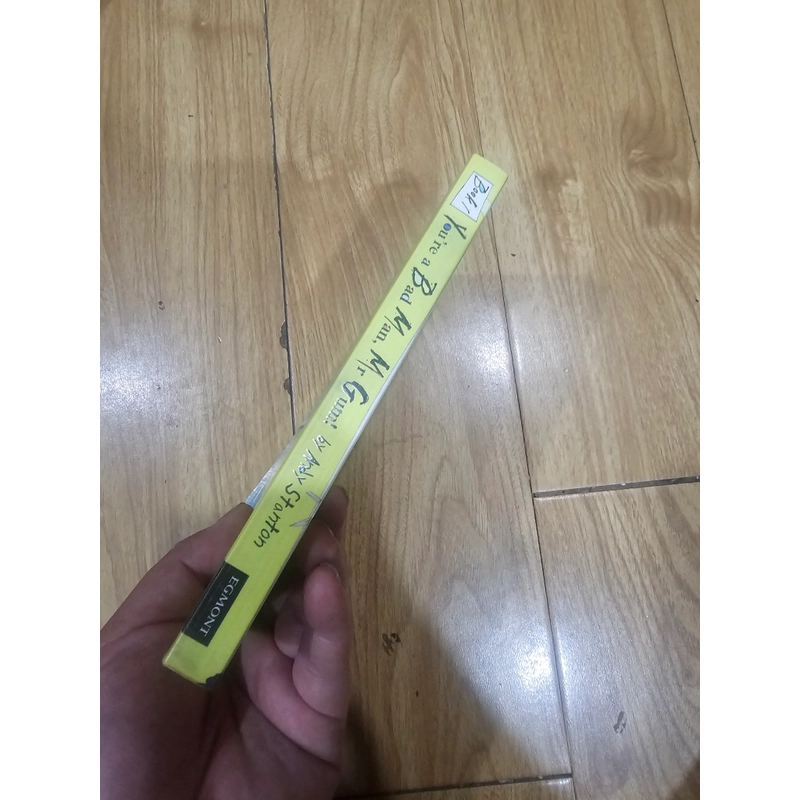 Book 1
You're a Bad Man, Mr Gum! by Andy Stanton
EGMONT